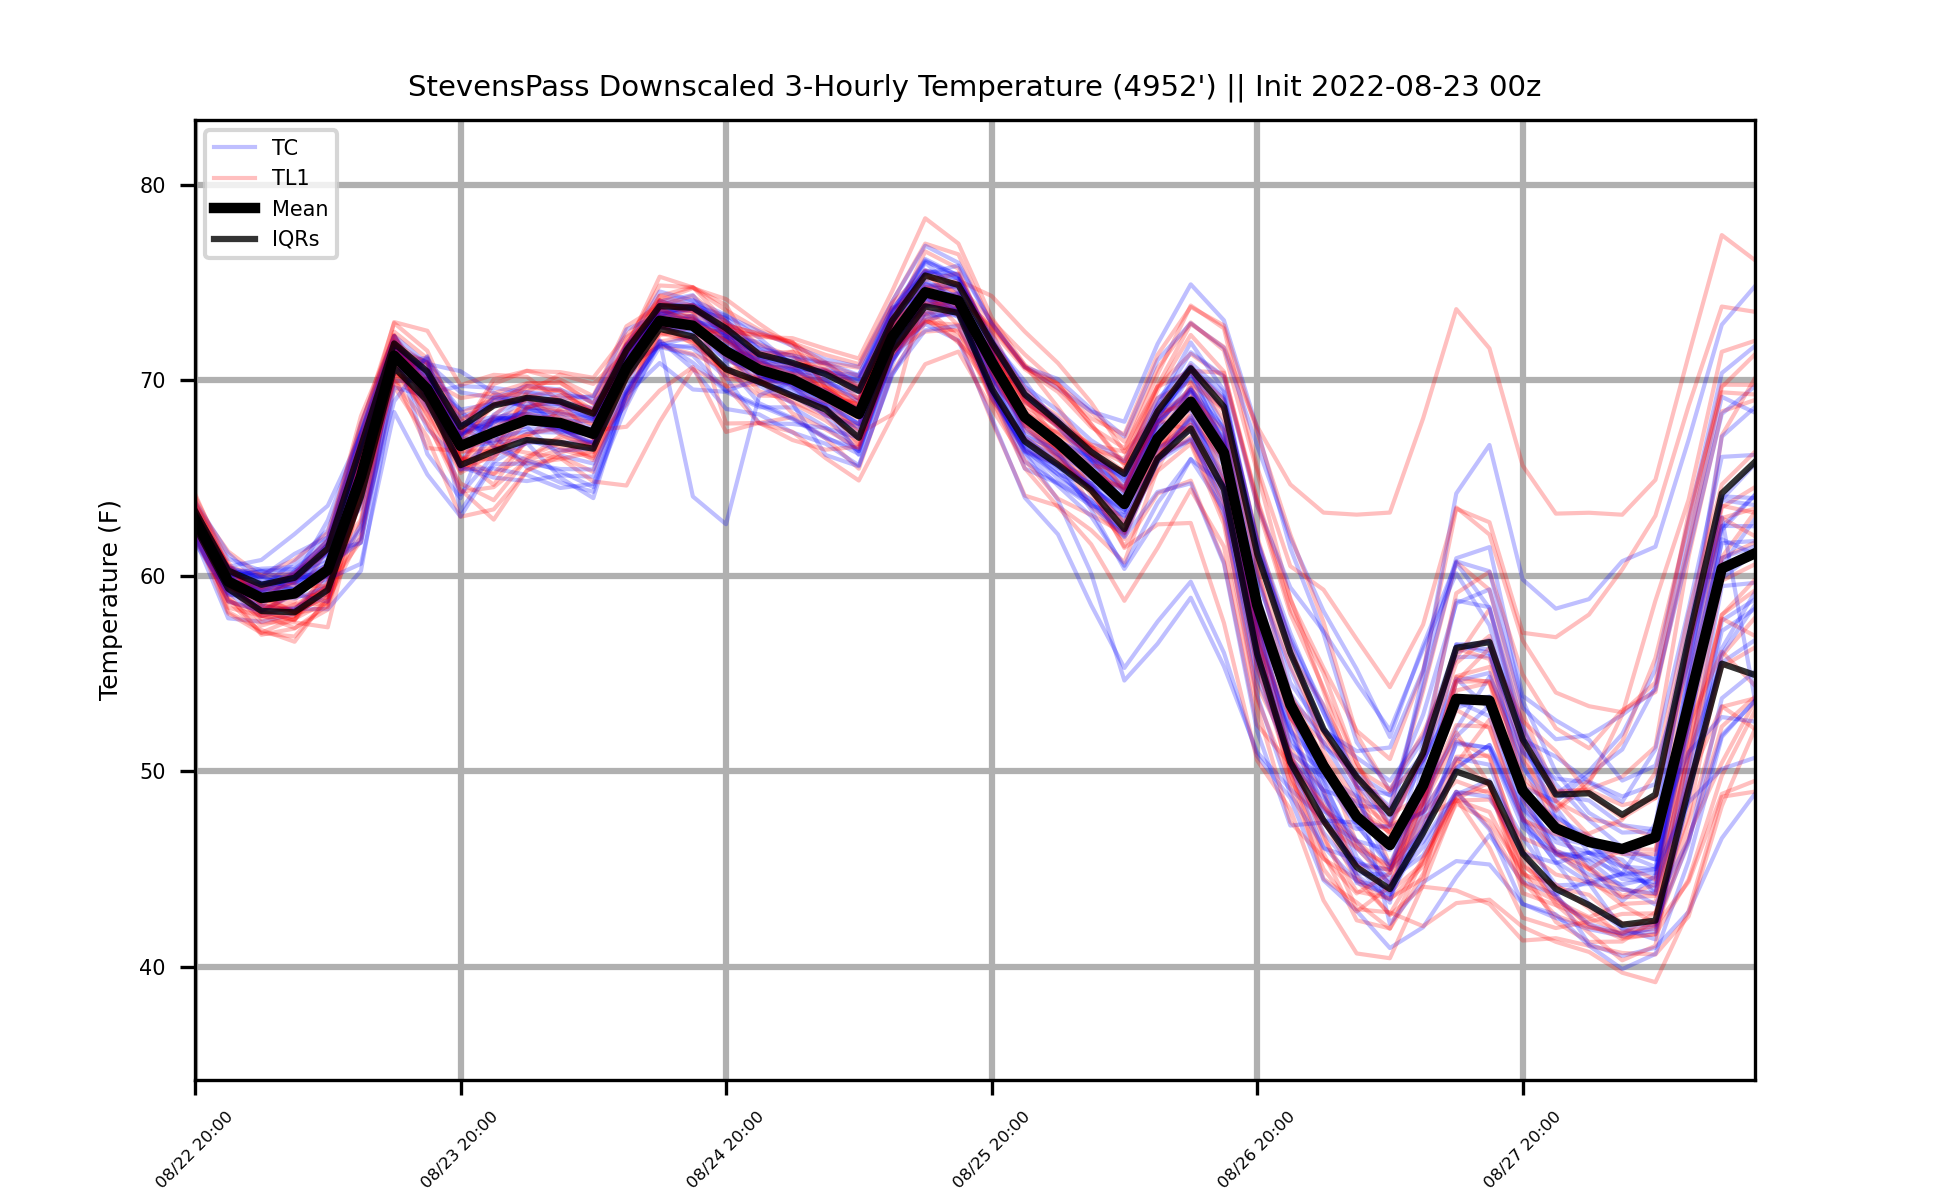 StevensPass Downscaled 3-Hourly Temperature (4952') || Init 2022-08-23 00z
TC
TL1
Mean
IQRs
Temperature (F)
80
70
60
50
40
08/22 20:00
08/23 20:00
08/24 20:00
08/25 20:00
08/26 20:00
08/27 20:00